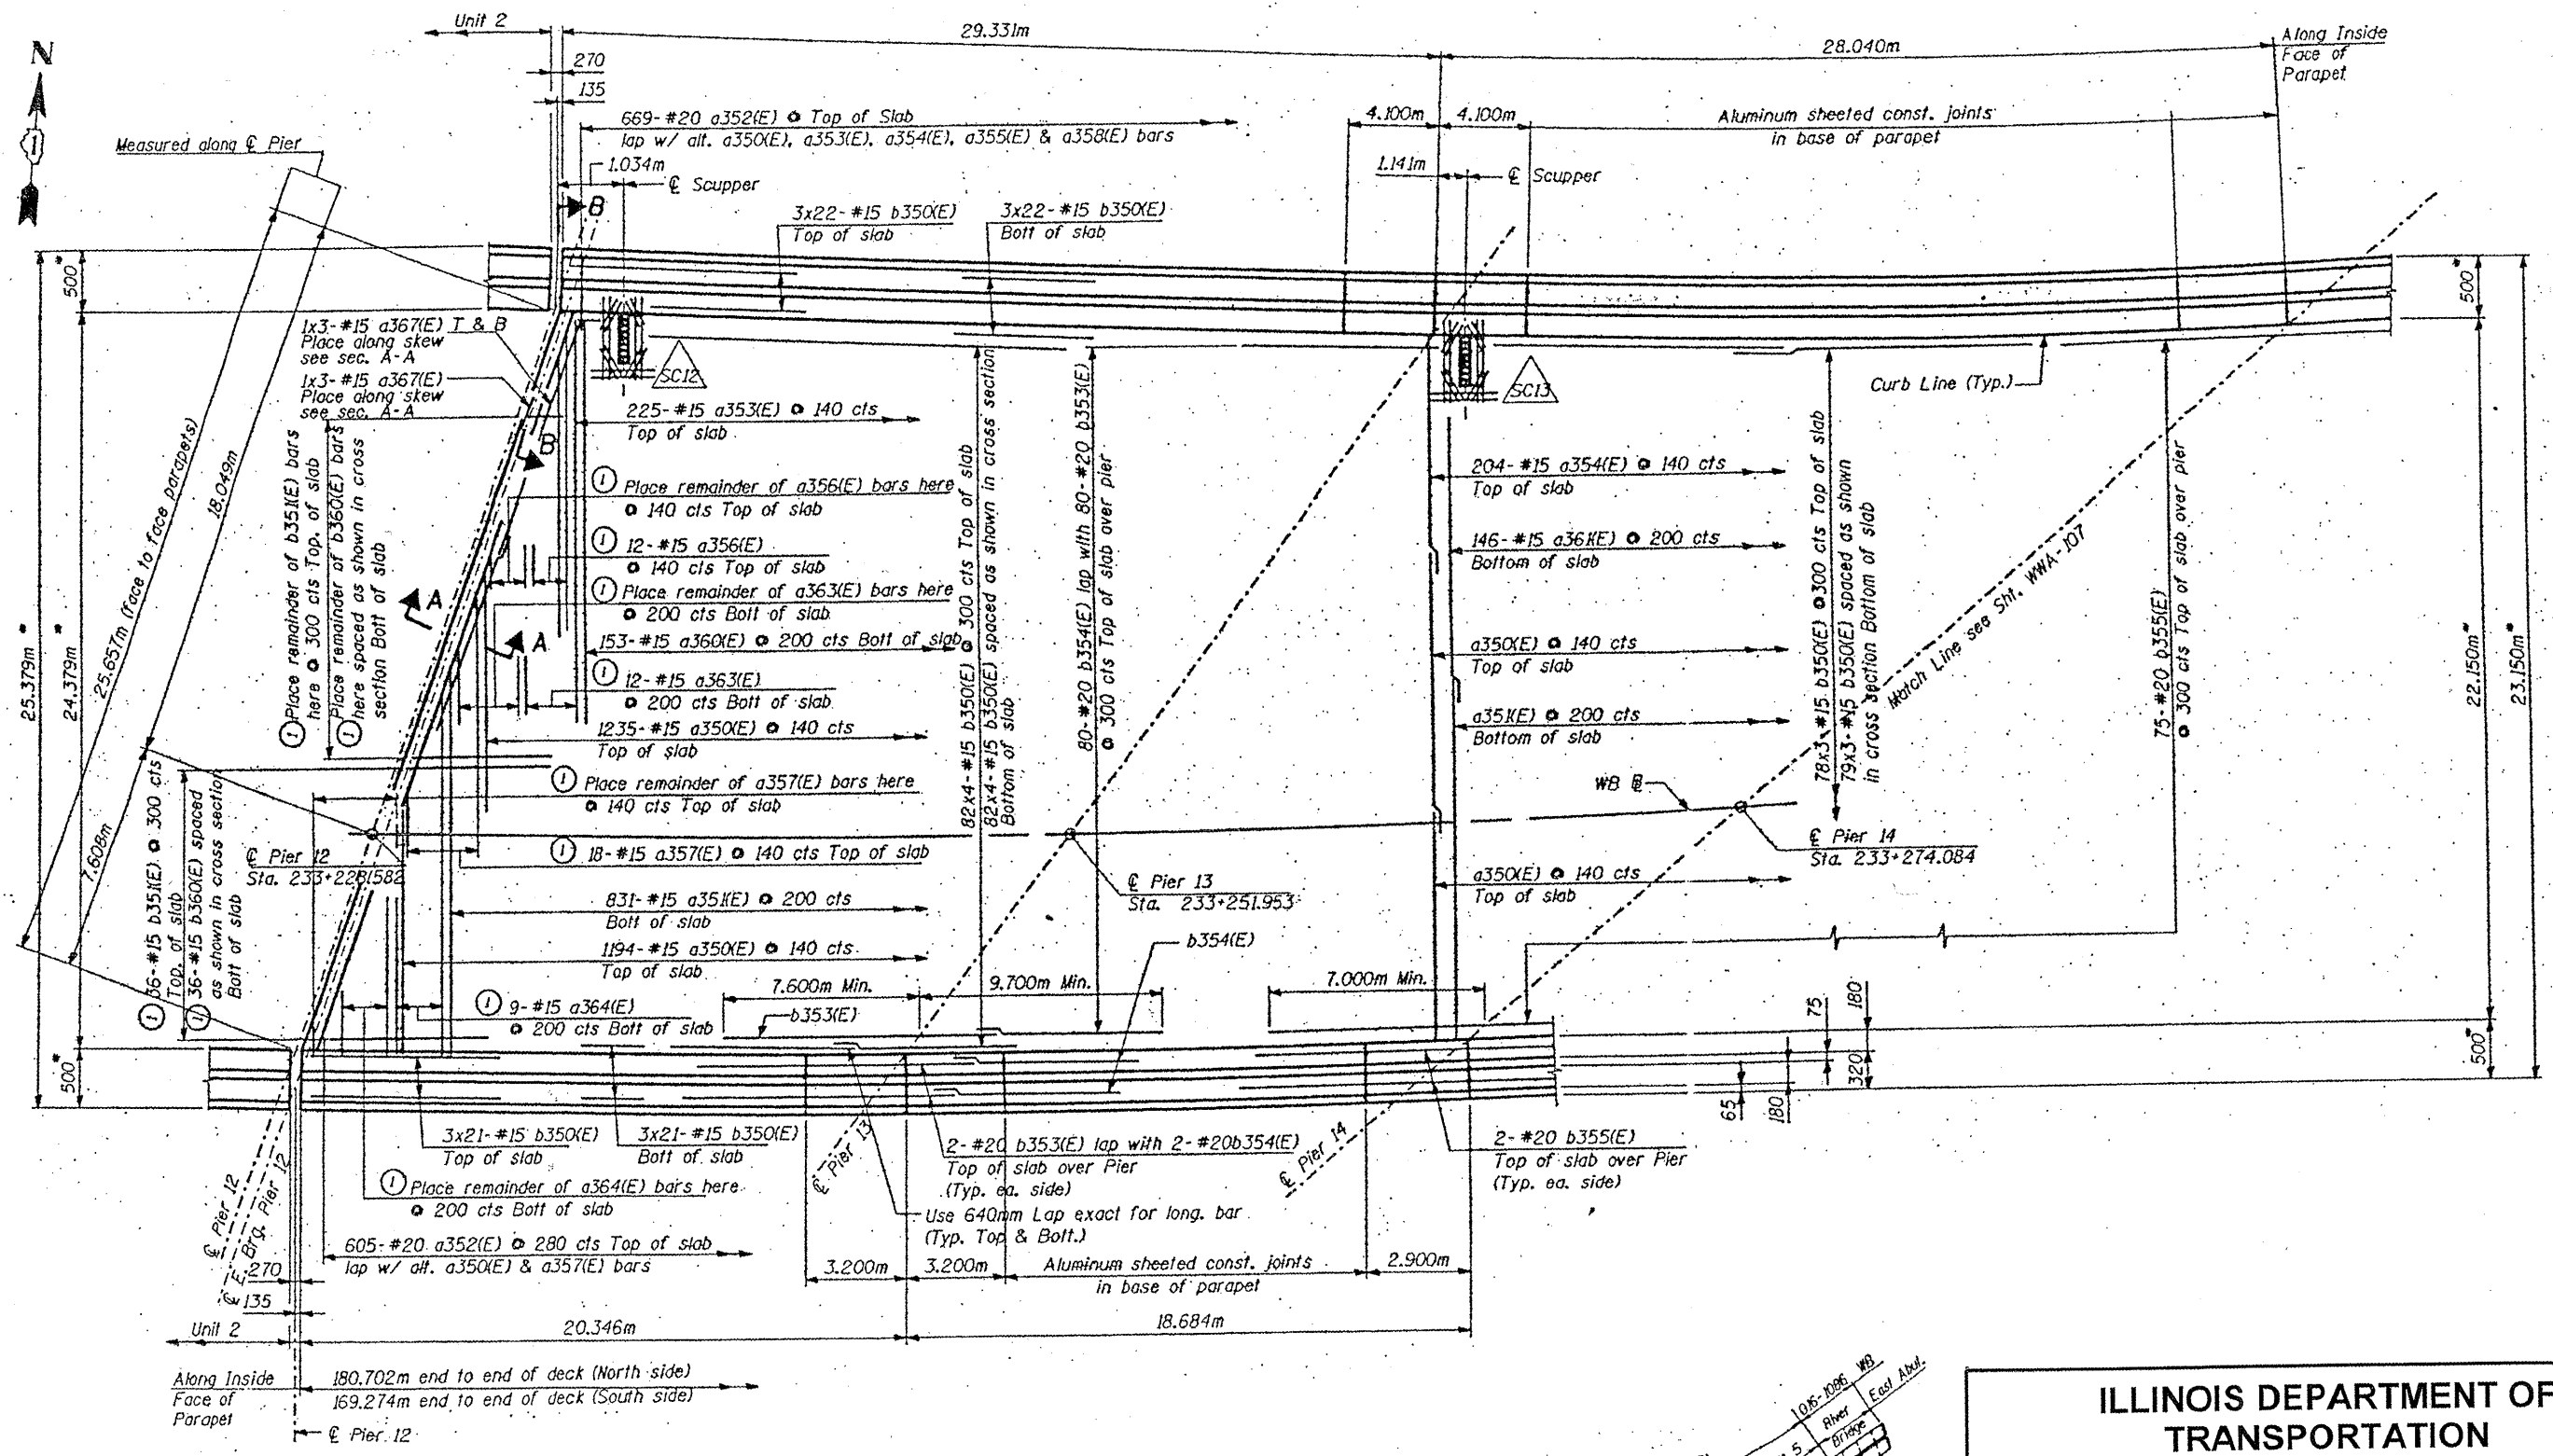 Unit 2
29.331m
28.040m
Along Inside
Face of
Parapet
N
1
270
135
669-#20 a352(E) @ Top of Slab
lap w/ alt. a350(E), a353(E), a354(E), a355(E) & a358(E) bars
4.100m
4.100m
Aluminum sheeted const. joints
in base of parapet
Measured along ℄ Pier
1.034m
℄ Scupper
1.141m
℄ Scupper
B
3x22-#15 b350(E)
Top of slab
3x22-#15 b350(E)
Bott of slab
500*
500*
1x3-#15 a367(E) T & B
Place along skew
see sec. A-A
1x3-#15 a367(E)
Place along skew
see sec. A-A
SC12
SC13
Curb Line (Typ.)
225-#15 a353(E) @ 140 cts
Top of slab
B
25.657m (face to face parapets)
18.049m
7.608m
① Place remainder of b351(E) bars
here @ 300 cts Top. of slab
① Place remainder of b360(E) bars
here spaced as shown in cross
section Bott of slab
① Place remainder of a356(E) bars here
@ 140 cts Top of slab
① 12-#15 a356(E)
@ 140 cts Top of slab
① Place remainder of a363(E) bars here
@ 200 cts Bott of slab
A
A
153-#15 a360(E) @ 200 cts Bott of slab
① 12-#15 a363(E)
@ 200 cts Bott of slab
1235-#15 a350(E) @ 140 cts
Top of slab
① Place remainder of a357(E) bars here
@ 140 cts Top of slab
① 18-#15 a357(E) @ 140 cts Top of slab
831-#15 a351(E) @ 200 cts
Bott of slab
1194-#15 a350(E) @ 140 cts
Top of slab
① 9-#15 a364(E)
@ 200 cts Bott of slab
82x4-#15 b350(E) @ 300 cts Top of slab
82x4-#15 b350(E) spaced as shown in cross section
Bottom of slab
80-#20 b354(E) lap with 80-#20 b353(E)
@ 300 cts Top of slab over pier
204-#15 a354(E) @ 140 cts
Top of slab
146-#15 a361(E) @ 200 cts
Bottom of slab
a350(E) @ 140 cts
Top of slab
a351(E) @ 200 cts
Bottom of slab
a350(E) @ 140 cts
Top of slab
78x3-#15 b350(E) @ 300 cts Top of slab
79x3-#15 b350(E) spaced as shown
in cross section Bottom of slab
Match Line see Sht. WWA-107
75-#20 b355(E)
@ 300 cts Top of slab over pier
25.379m*
24.379m*
22.150m*
23.150m*
WB ℄
℄ Pier 12
℄ Pier 13
Sta. 233+251.953
℄ Pier 14
Sta. 233+274.084
① 36-#15 b351(E) @ 300 cts
Top. of slab
① 36-#15 b360(E) spaced
as shown in cross section
Bott of slab
b354(E)
7.600m Min.
9.700m Min.
7.000m Min.
b353(E)
500*
75
180
320
500*
65
180
3x21-#15 b350(E)
Top of slab
3x21-#15 b350(E)
Bott of slab
℄ Pier 13
2-#20 b353(E) lap with 2-#20b354(E)
Top of slab over Pier
(Typ. ea. side)
℄ Pier 14
2-#20 b355(E)
Top of slab over Pier
(Typ. ea. side)
① Place remainder of a364(E) bars here
@ 200 cts Bott of slab
Use 640mm Lap exact for long. bar
(Typ. Top & Bott.)
℄ Pier 12
℄ Brg. Pier 12
605-#20 a352(E) @ 280 cts Top of slab
lap w/ alt. a350(E) & a357(E) bars
270
135
3.200m
3.200m
Aluminum sheeted const. joints
in base of parapet
2.900m
Unit 2
20.346m
18.684m
Along Inside
Face of
Parapet
180.702m end to end of deck (North side)
169.274m end to end of deck (South side)
℄ Pier 12
1016-1086 WB
River
Bridge
East Abut.
ILLINOIS DEPARTMENT OF
TRANSPORTATION